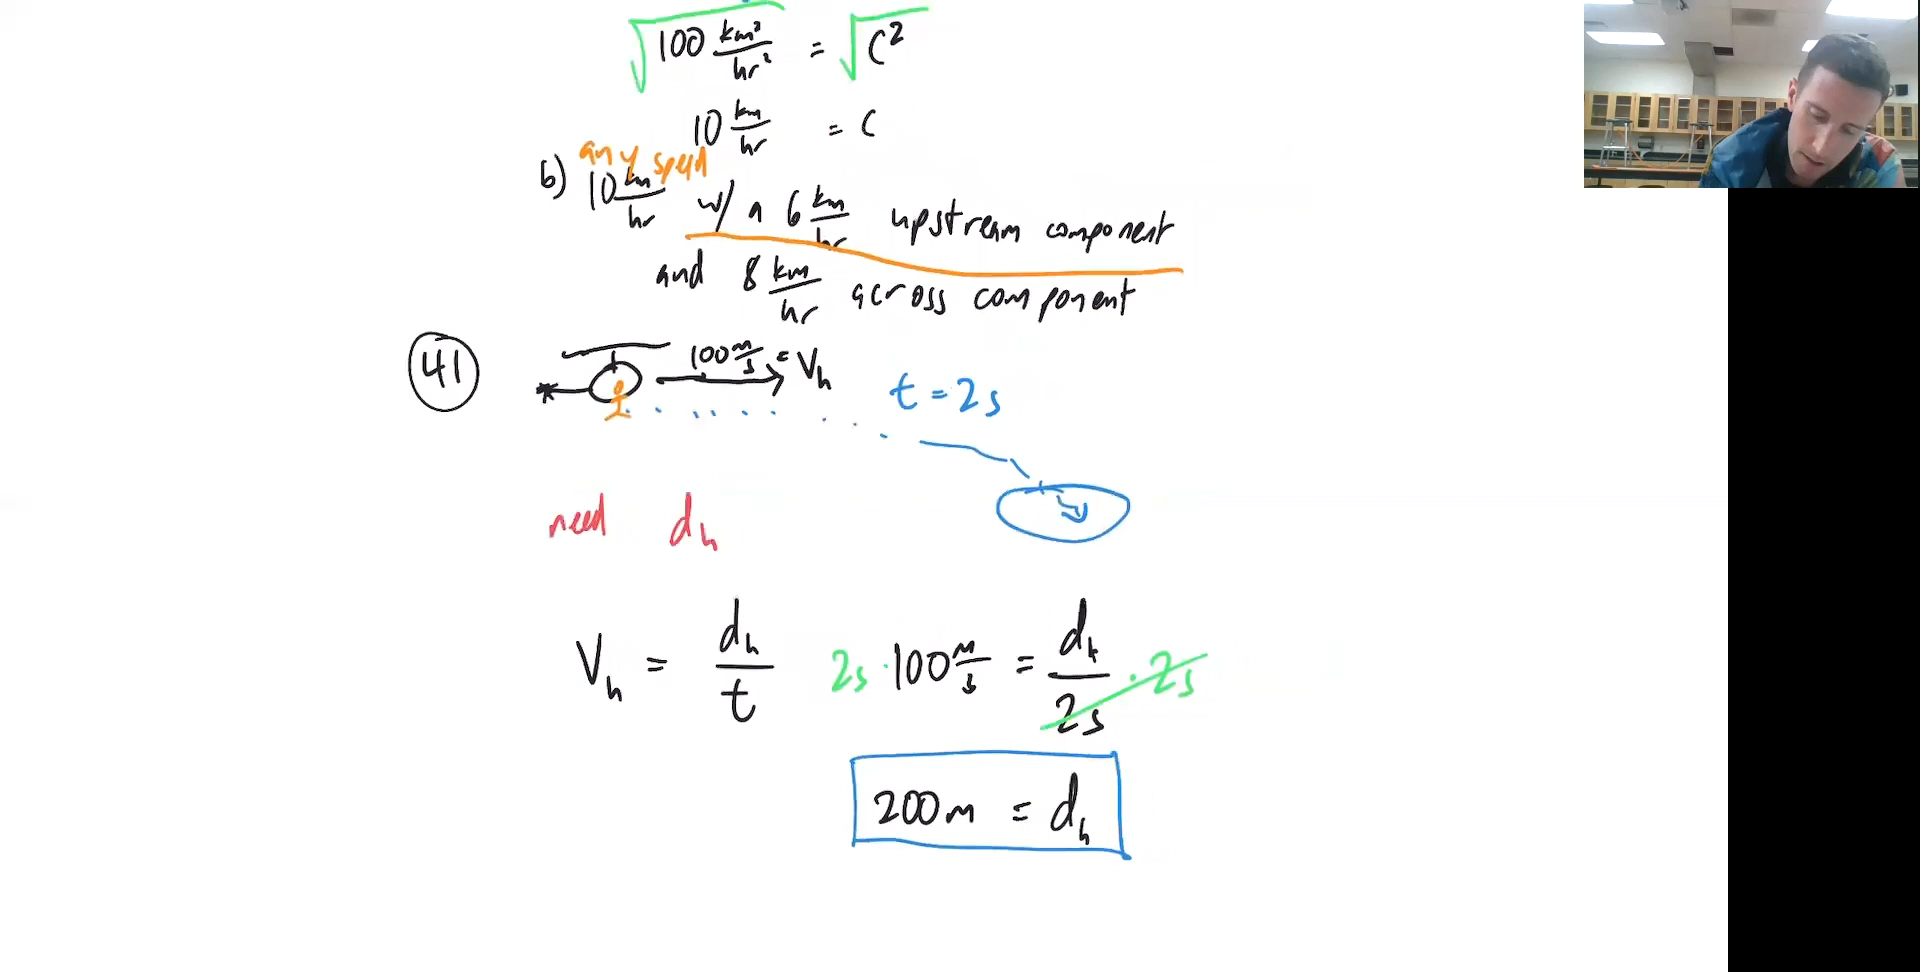 √100 km²/hr² = √C²
10 km/hr = C
any speed
b) 10 km/hr w/ a 6 km/hr upstream component
and 8 km/hr across component
41
100 m/s = Vh
t = 2s
need dh
Vh = dh/t 2s · 100 m/s = dh/2s · 2s
200m = dh